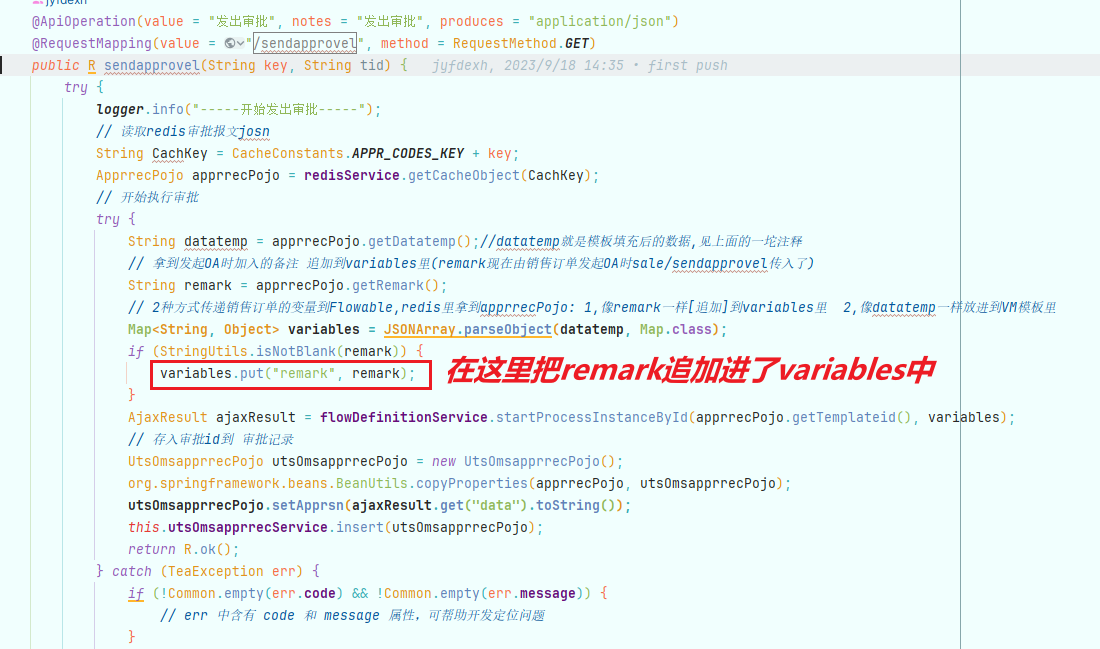 jyfdexh
@ApiOperation(value = "发出审批", notes = "发出审批", produces = "application/json")
@RequestMapping(value = "/sendapprovel", method = RequestMethod.GET)
public R sendapprovel(String key, String tid) { jyfdexh, 2023/9/18 14:35 • first push
try {
logger.info("-----开始发出审批-----");
// 读取redis审批报文josn
String CachKey = CacheConstants.APPR_CODES_KEY + key;
ApprrecPojo apprrecPojo = redisService.getCacheObject(CachKey);
// 开始执行审批
try {
String datatemp = apprrecPojo.getDatatemp();//datatemp就是模板填充后的数据,见上面的一坨注释
// 拿到发起OA时加入的备注 追加到variables里(remark现在由销售订单发起OA时sale/sendapprovel传入了)
String remark = apprrecPojo.getRemark();
// 2种方式传递销售订单的变量到Flowable,redis里拿到apprrecPojo: 1,像remark一样[追加]到variables里 2,像datatemp一样放进到VM模板里
Map<String, Object> variables = JSONArray.parseObject(datatemp, Map.class);
if (StringUtils.isNotBlank(remark)) {
variables.put("remark", remark); 在这里把remark追加进了variables中
}
AjaxResult ajaxResult = flowDefinitionService.startProcessInstanceById(apprrecPojo.getTemplateid(), variables);
// 存入审批id到 审批记录
UtsOmsapprrecPojo utsOmsapprrecPojo = new UtsOmsapprrecPojo();
org.springframework.beans.BeanUtils.copyProperties(apprrecPojo, utsOmsapprrecPojo);
utsOmsapprrecPojo.setApprsn(ajaxResult.get("data").toString());
this.utsOmsapprrecService.insert(utsOmsapprrecPojo);
return R.ok();
} catch (TeaException err) {
if (!Common.empty(err.code) && !Common.empty(err.message)) {
// err 中含有 code 和 message 属性，可帮助开发定位问题
}